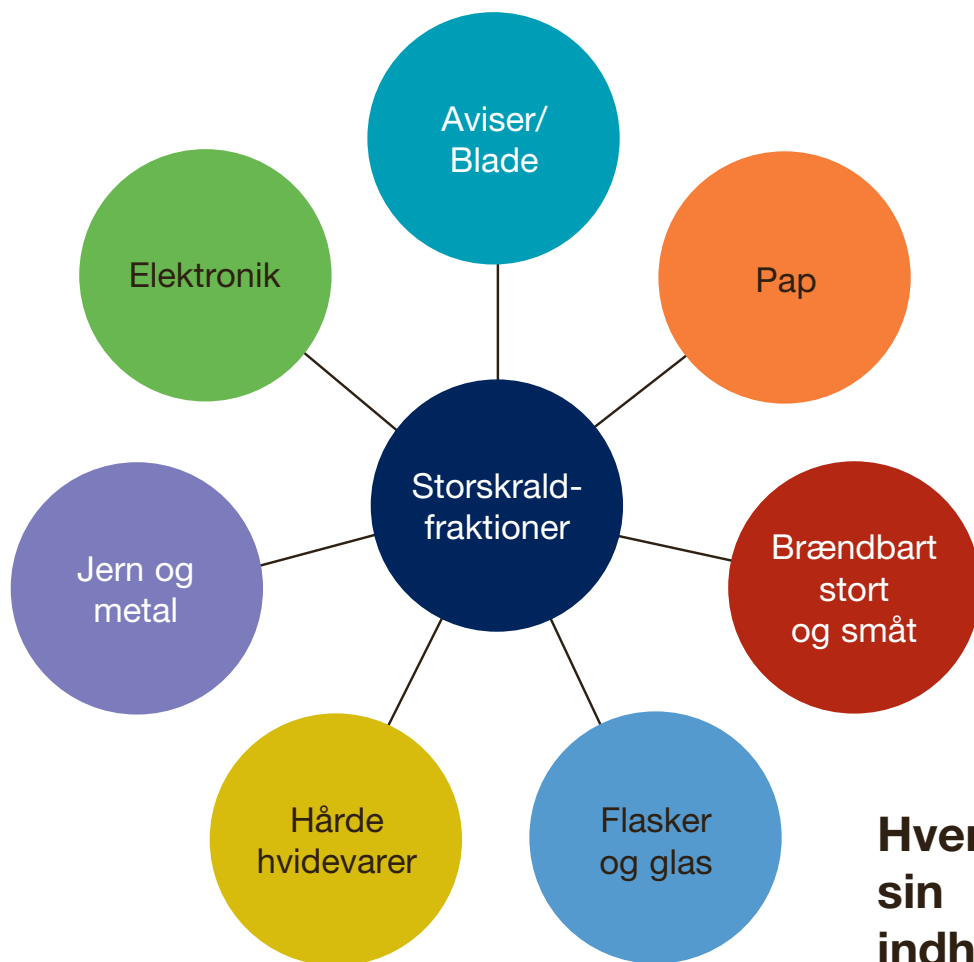 Aviser/
Blade
Elektronik
Pap
Storskrald-
fraktioner
Jern og
metal
Brændbart
stort
og småt
Hårde
hvidevarer
Flasker
og glas
sin